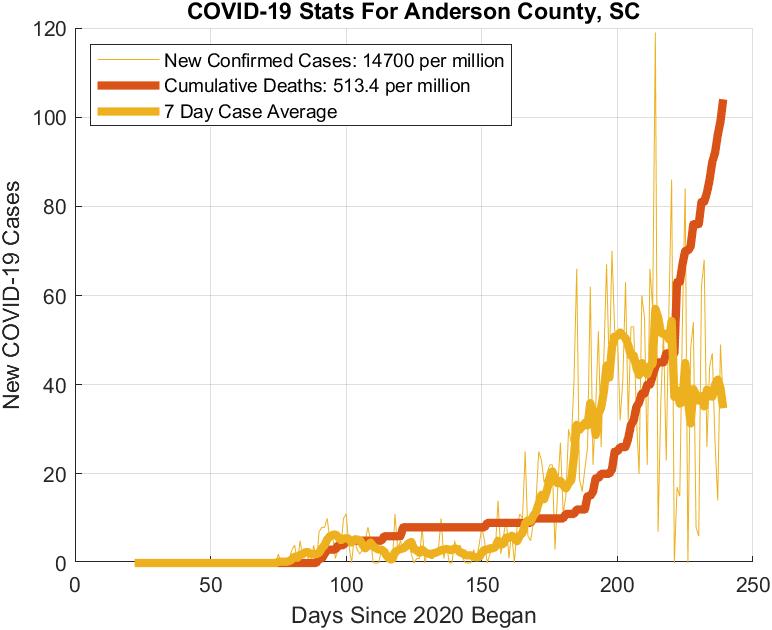 COVID-19 Stats For Anderson County, SC
New Confirmed Cases: 14700 per million
Cumulative Deaths: 513.4 per million
7 Day Case Average
New COVID-19 Cases
120
100
80
60
40
20
0
0 50 100 150 200 250
Days Since 2020 Began